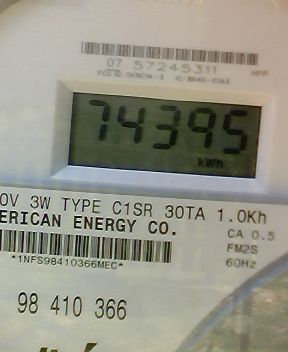 07 57245311 MPP
74395
kWh
0V 3W TYPE C1SR 30TA 1.0Kh
ERICAN ENERGY CO.
CA 0.5
*1NFS98410366MEC*
FM2S
60Hz
98 410 366